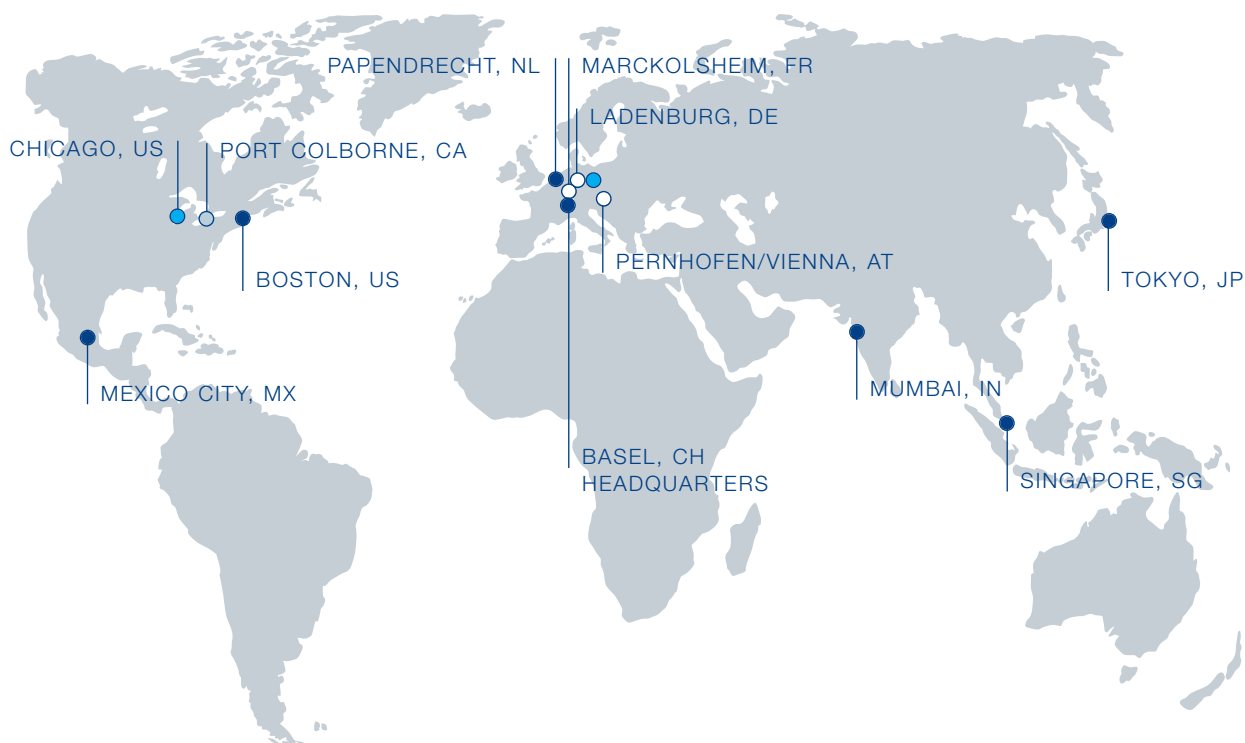 PAPENDRECHT, NL
MARCKOLSHEIM, FR
LADENBURG, DE
CHICAGO, US
PORT COLBORNE, CA
PERNHOFEN/VIENNA, AT
BOSTON, US
TOKYO, JP
MEXICO CITY, MX
MUMBAI, IN
BASEL, CH
HEADQUARTERS
SINGAPORE, SG